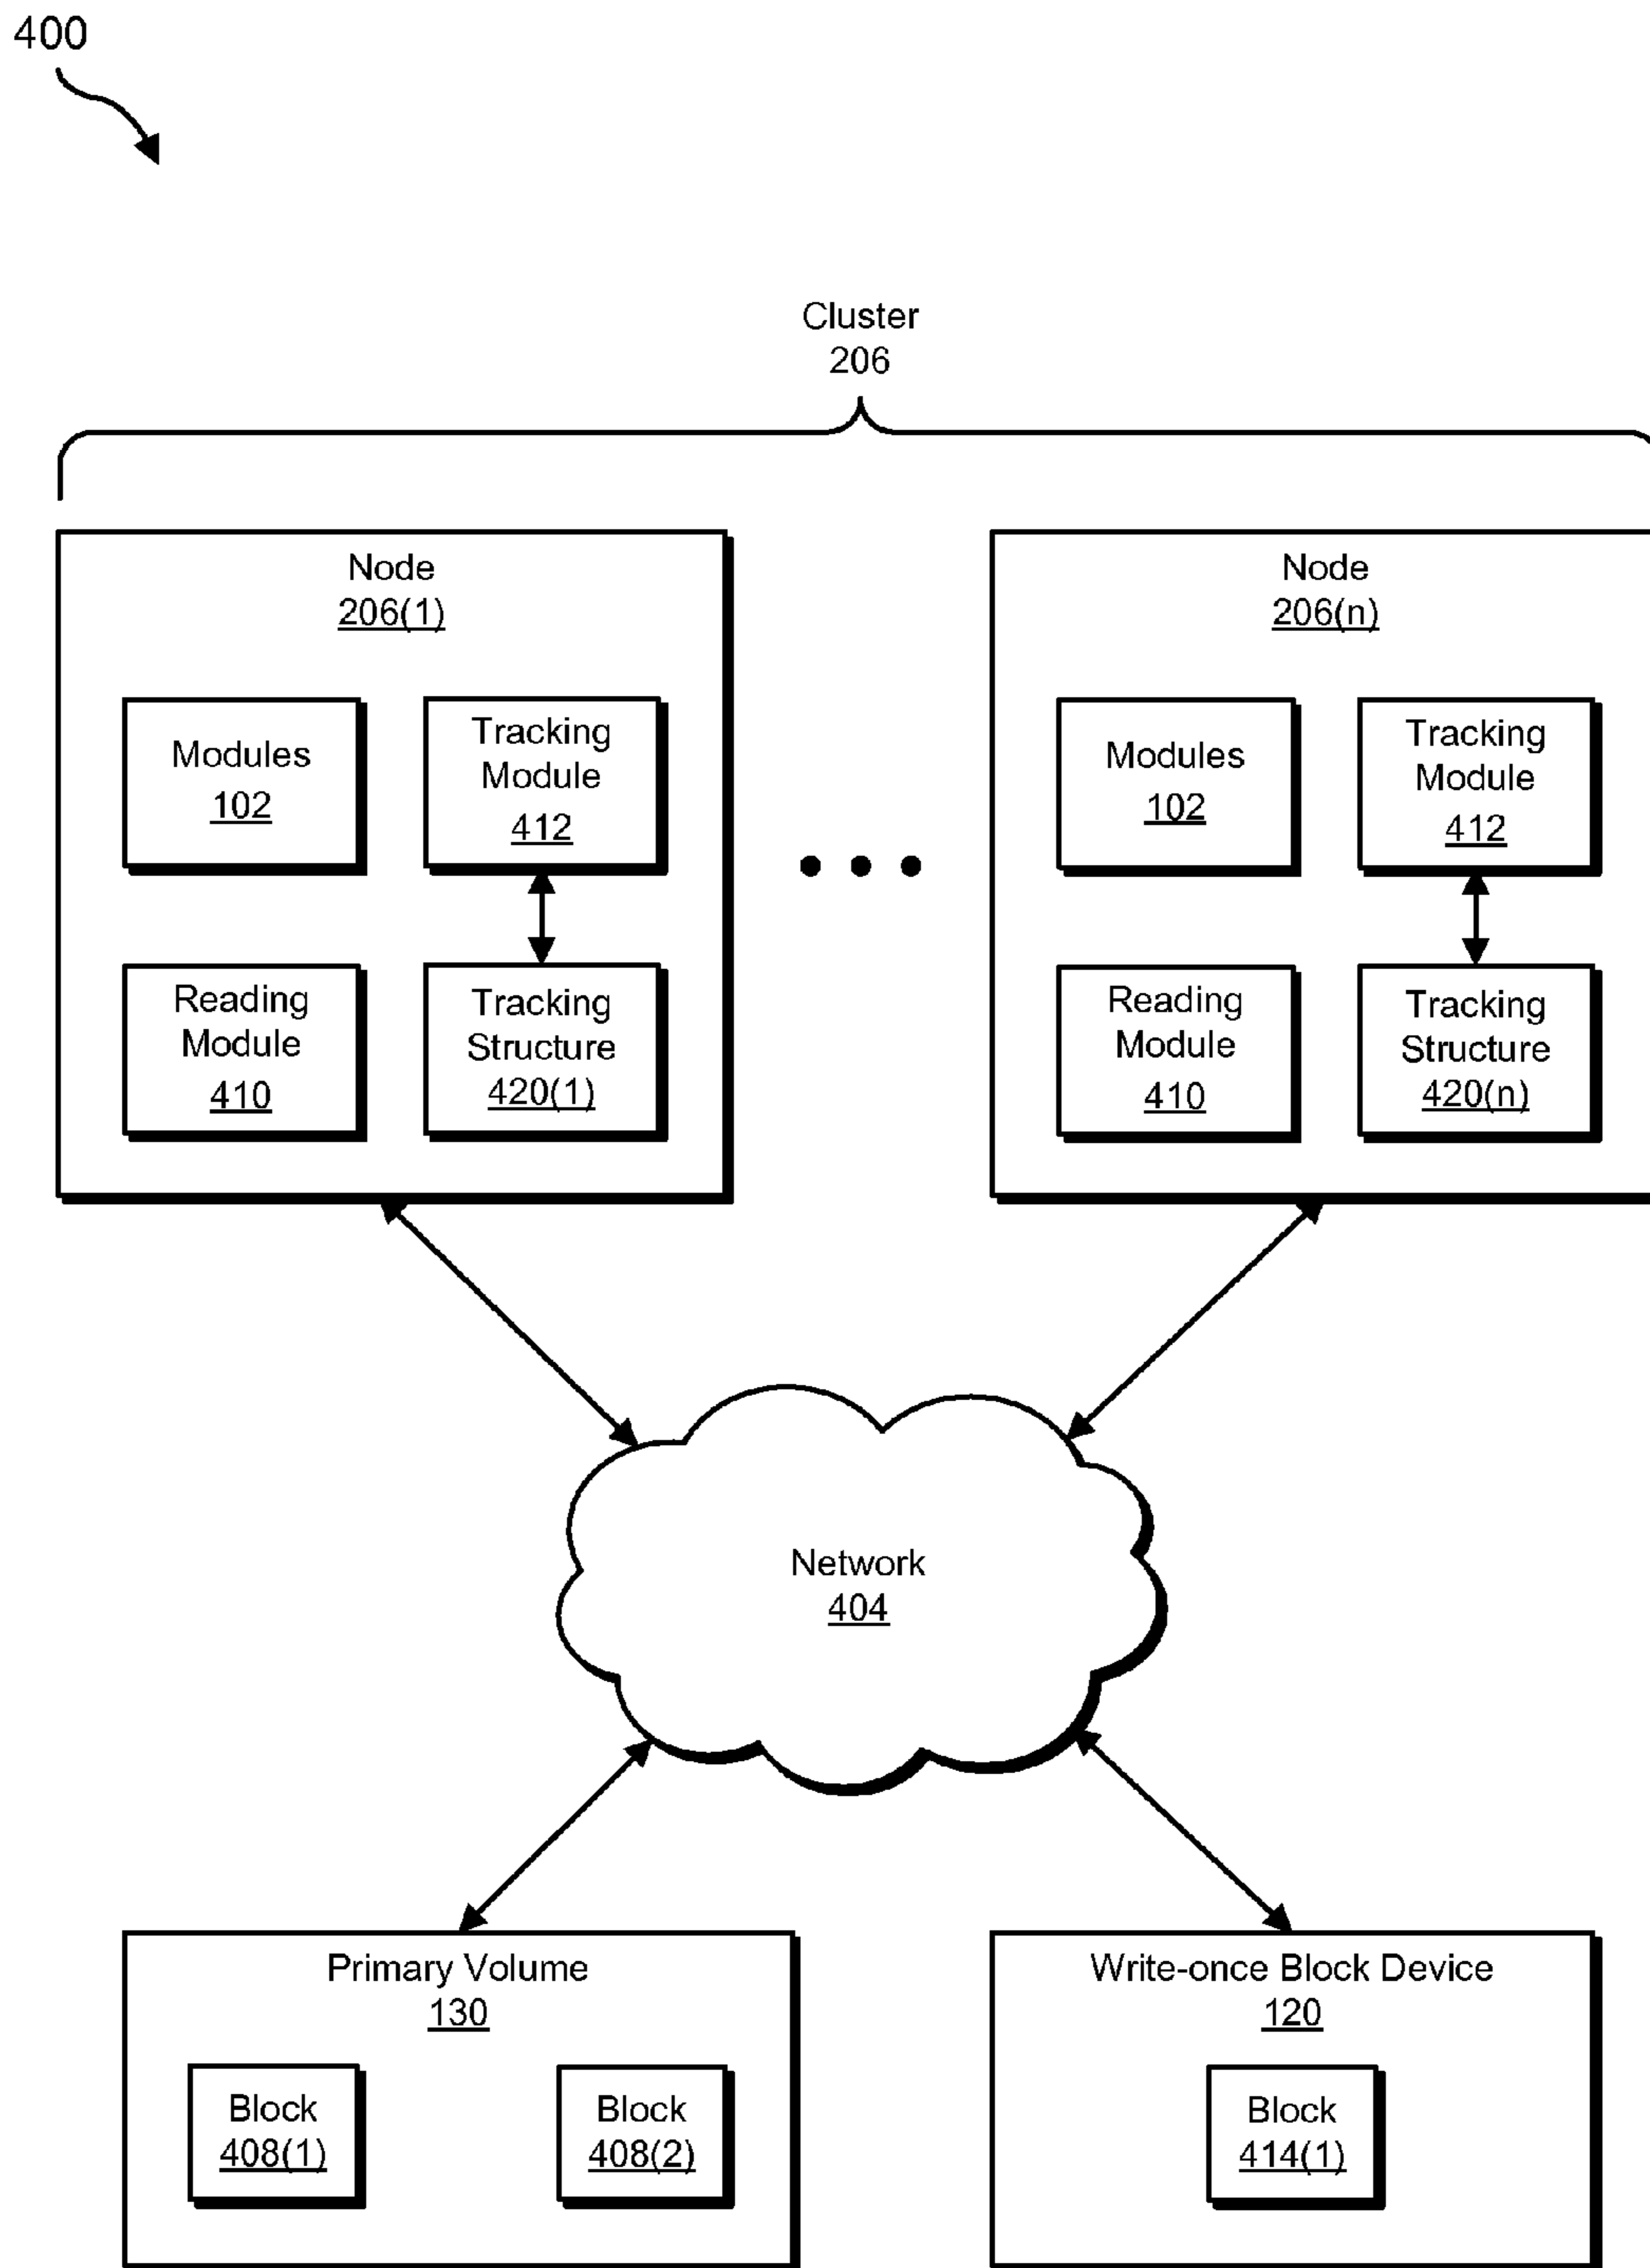 400
Cluster
206
Node
206(1)
Modules
102
Tracking
Module
412
Reading
Module
410
Tracking
Structure
420(1)
Node
206(n)
Modules
102
Tracking
Module
412
Reading
Module
410
Tracking
Structure
420(n)
Network
404
Primary Volume
130
Block
408(1)
Block
408(2)
Write-once Block Device
120
Block
414(1)